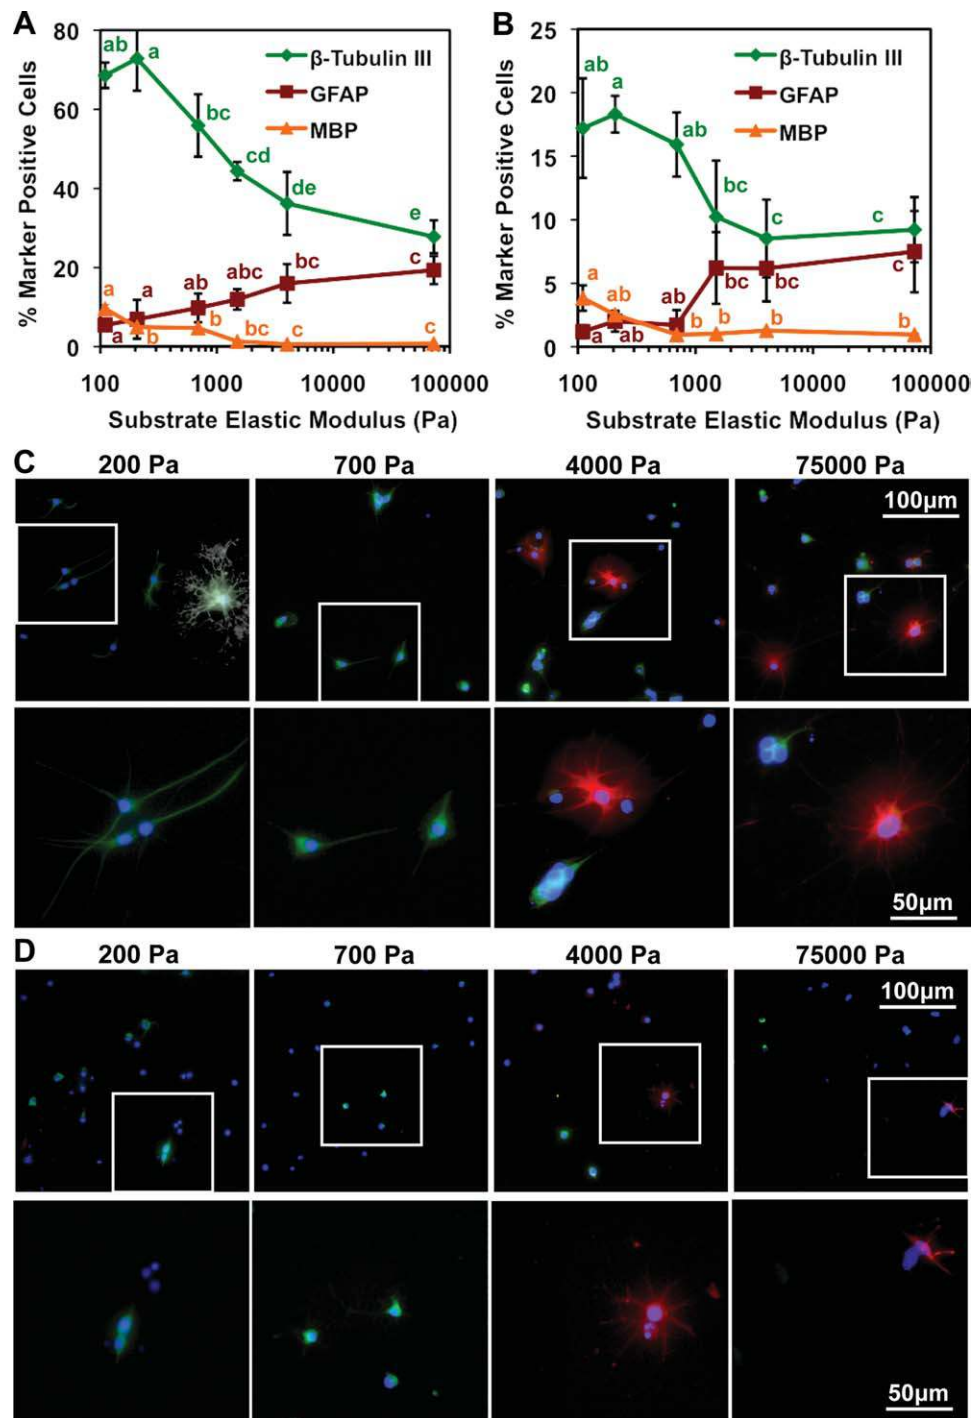 A
% Marker Positive Cells
80
60
40
20
0
ab
a
bc
cd
de
e
a
a
ab
abc
bc
c
a
b
b
bc
c
c
β-Tubulin III
GFAP
MBP
100
1000
10000
100000
Substrate Elastic Modulus (Pa)
B
% Marker Positive Cells
25
20
15
10
5
0
ab
a
ab
bc
c
c
a
ab
ab
bc
bc
c
a
ab
b
b
b
b
β-Tubulin III
GFAP
MBP
100
1000
10000
100000
Substrate Elastic Modulus (Pa)
C
200 Pa
700 Pa
4000 Pa
75000 Pa
100µm
50µm
D
200 Pa
700 Pa
4000 Pa
75000 Pa
100µm
50µm